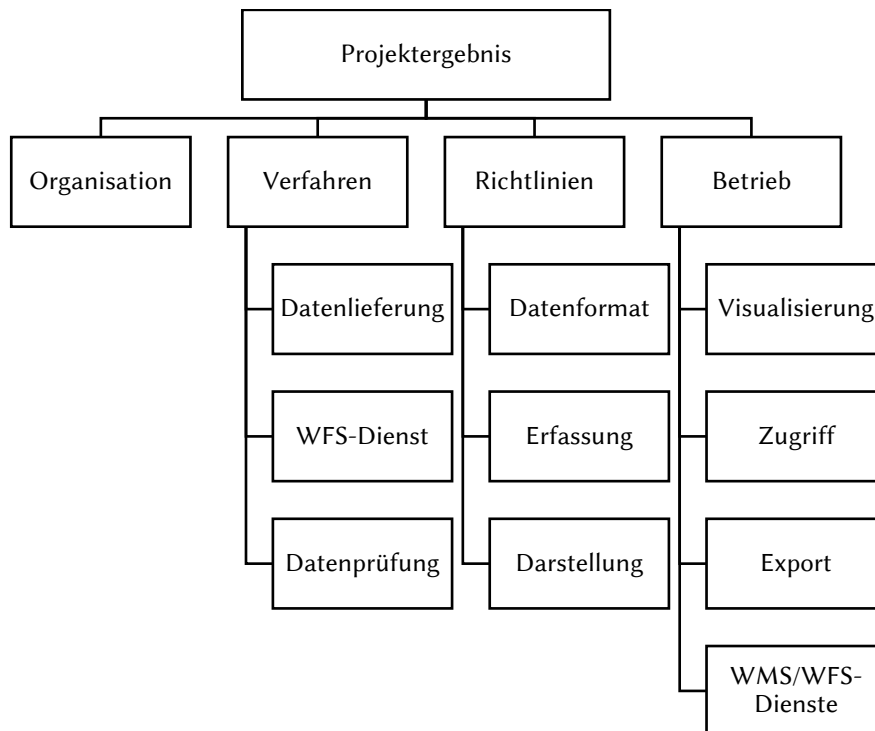 Projektergebnis
Organisation
Verfahren
Richtlinien
Betrieb
Datenlieferung
Datenformat
Visualisierung
WFS-Dienst
Erfassung
Zugriff
Datenprüfung
Darstellung
Export
WMS/WFS-
Dienste